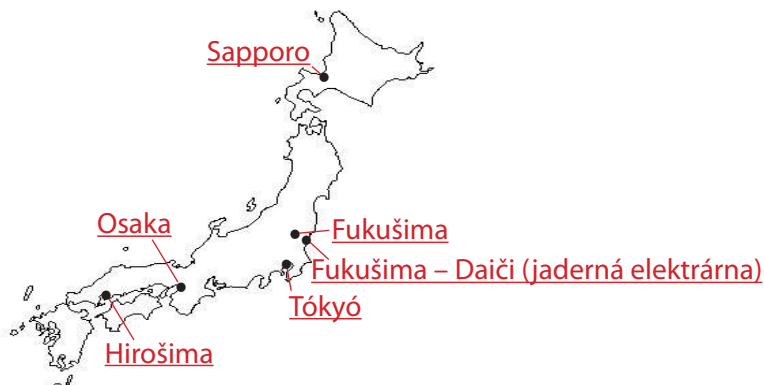 Sapporo
Osaka
Fukušima
Fukušima – Daiči (jaderná elektrárna)
Tókyó
Hirošima